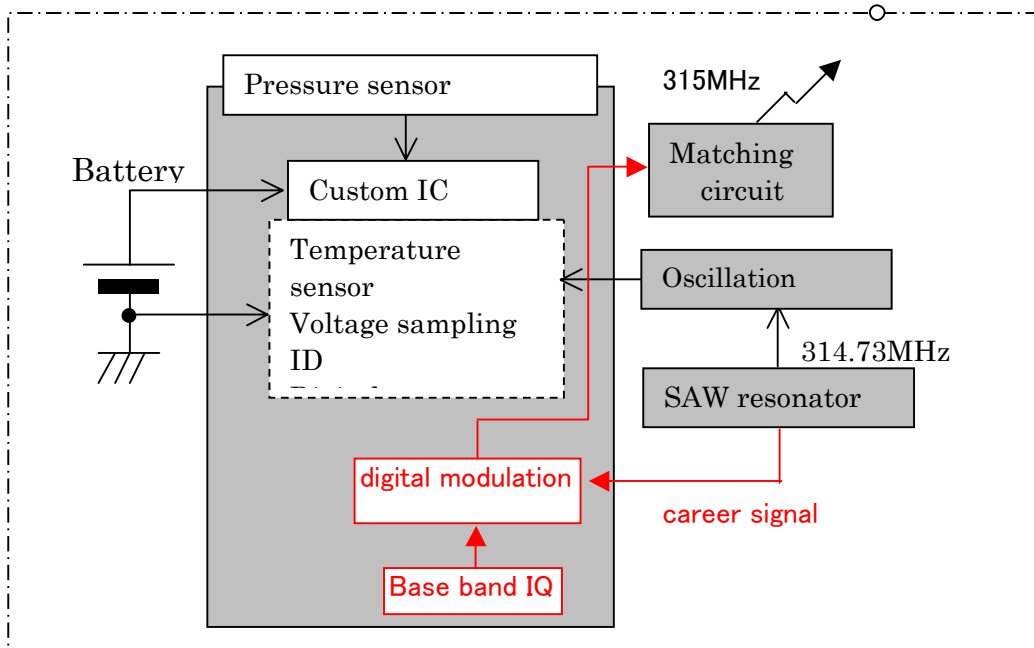 Pressure sensor
315MHz
Battery
Custom IC
Matching
circuit
Temperature
sensor
Voltage sampling
ID
Oscillation
314.73MHz
SAW resonator
digital modulation
career signal
Base band IQ